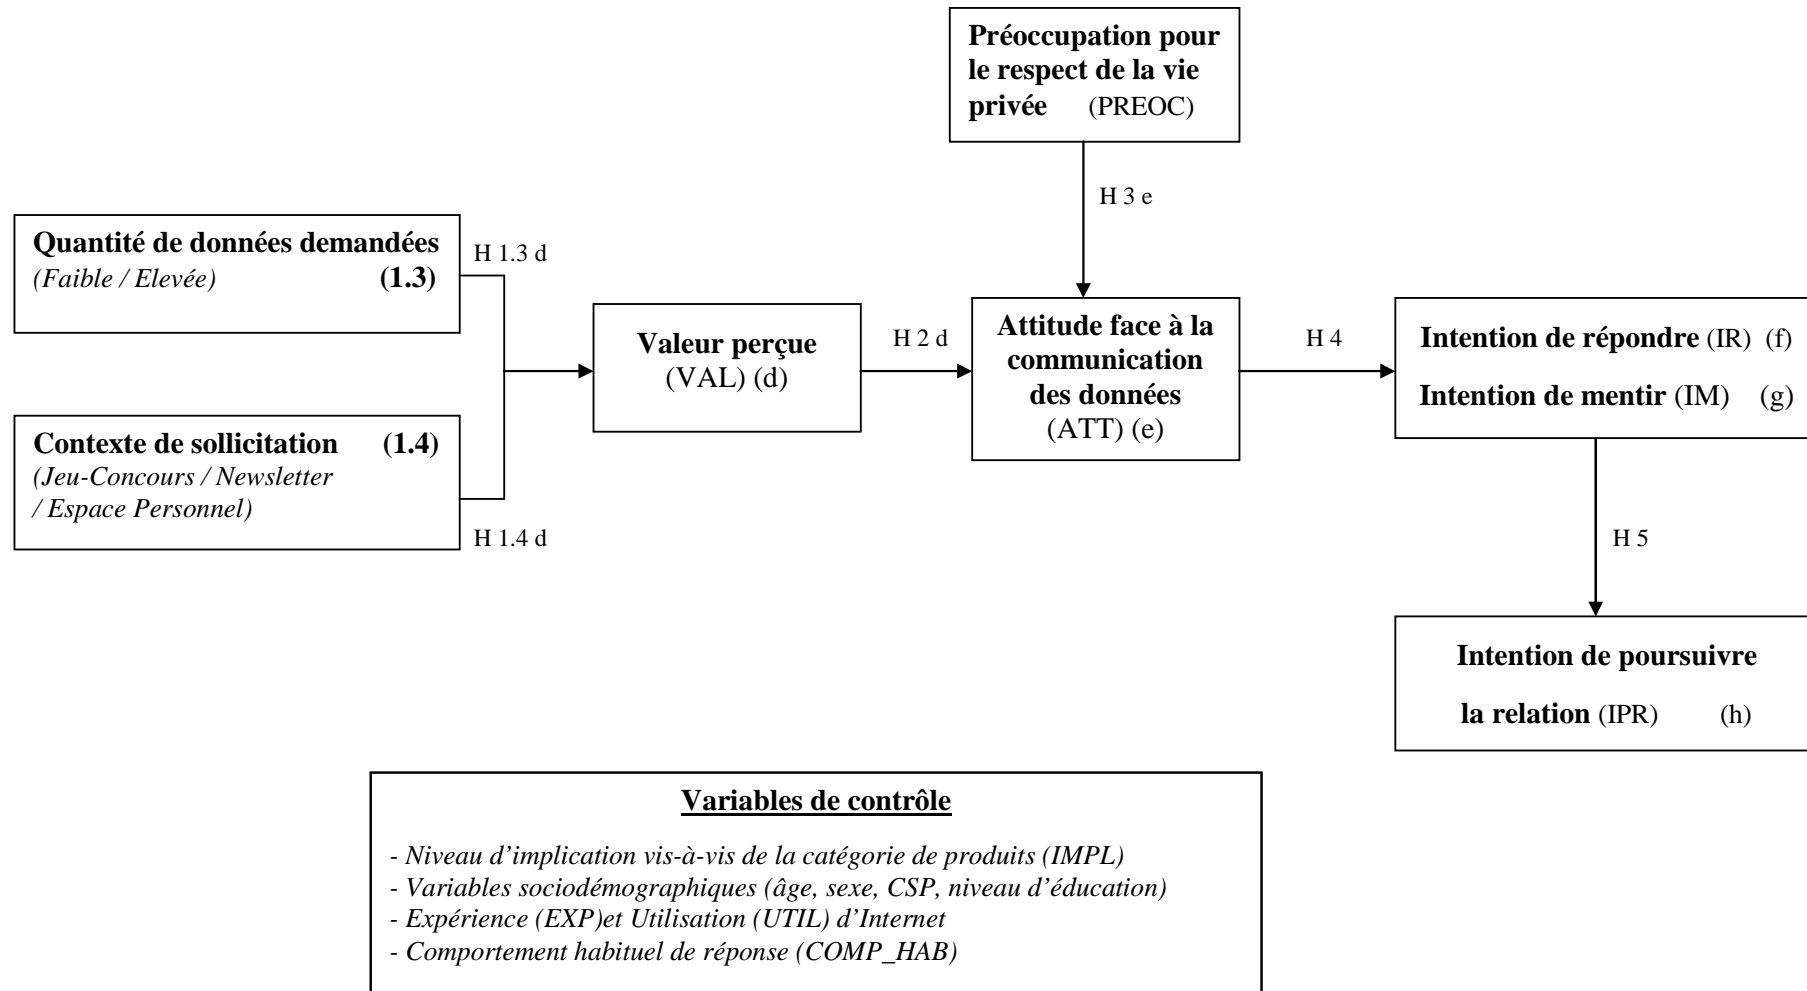 Préoccupation pour
le respect de la vie
privée (PREOC)
H 3 e
Quantité de données demandées
(Faible / Elevée) (1.3)
H 1.3 d
Contexte de sollicitation (1.4)
(Jeu-Concours / Newsletter
/ Espace Personnel)
H 1.4 d
Valeur perçue
(VAL) (d)
H 2 d
Attitude face à la
communication
des données
(ATT) (e)
H 4
Intention de répondre (IR) (f)
Intention de mentir (IM) (g)
H 5
Intention de poursuivre
la relation (IPR) (h)
Variables de contrôle
- Niveau d’implication vis-à-vis de la catégorie de produits (IMPL)
- Variables sociodémographiques (âge, sexe, CSP, niveau d’éducation)
- Expérience (EXP)et Utilisation (UTIL) d’Internet
- Comportement habituel de réponse (COMP_HAB)